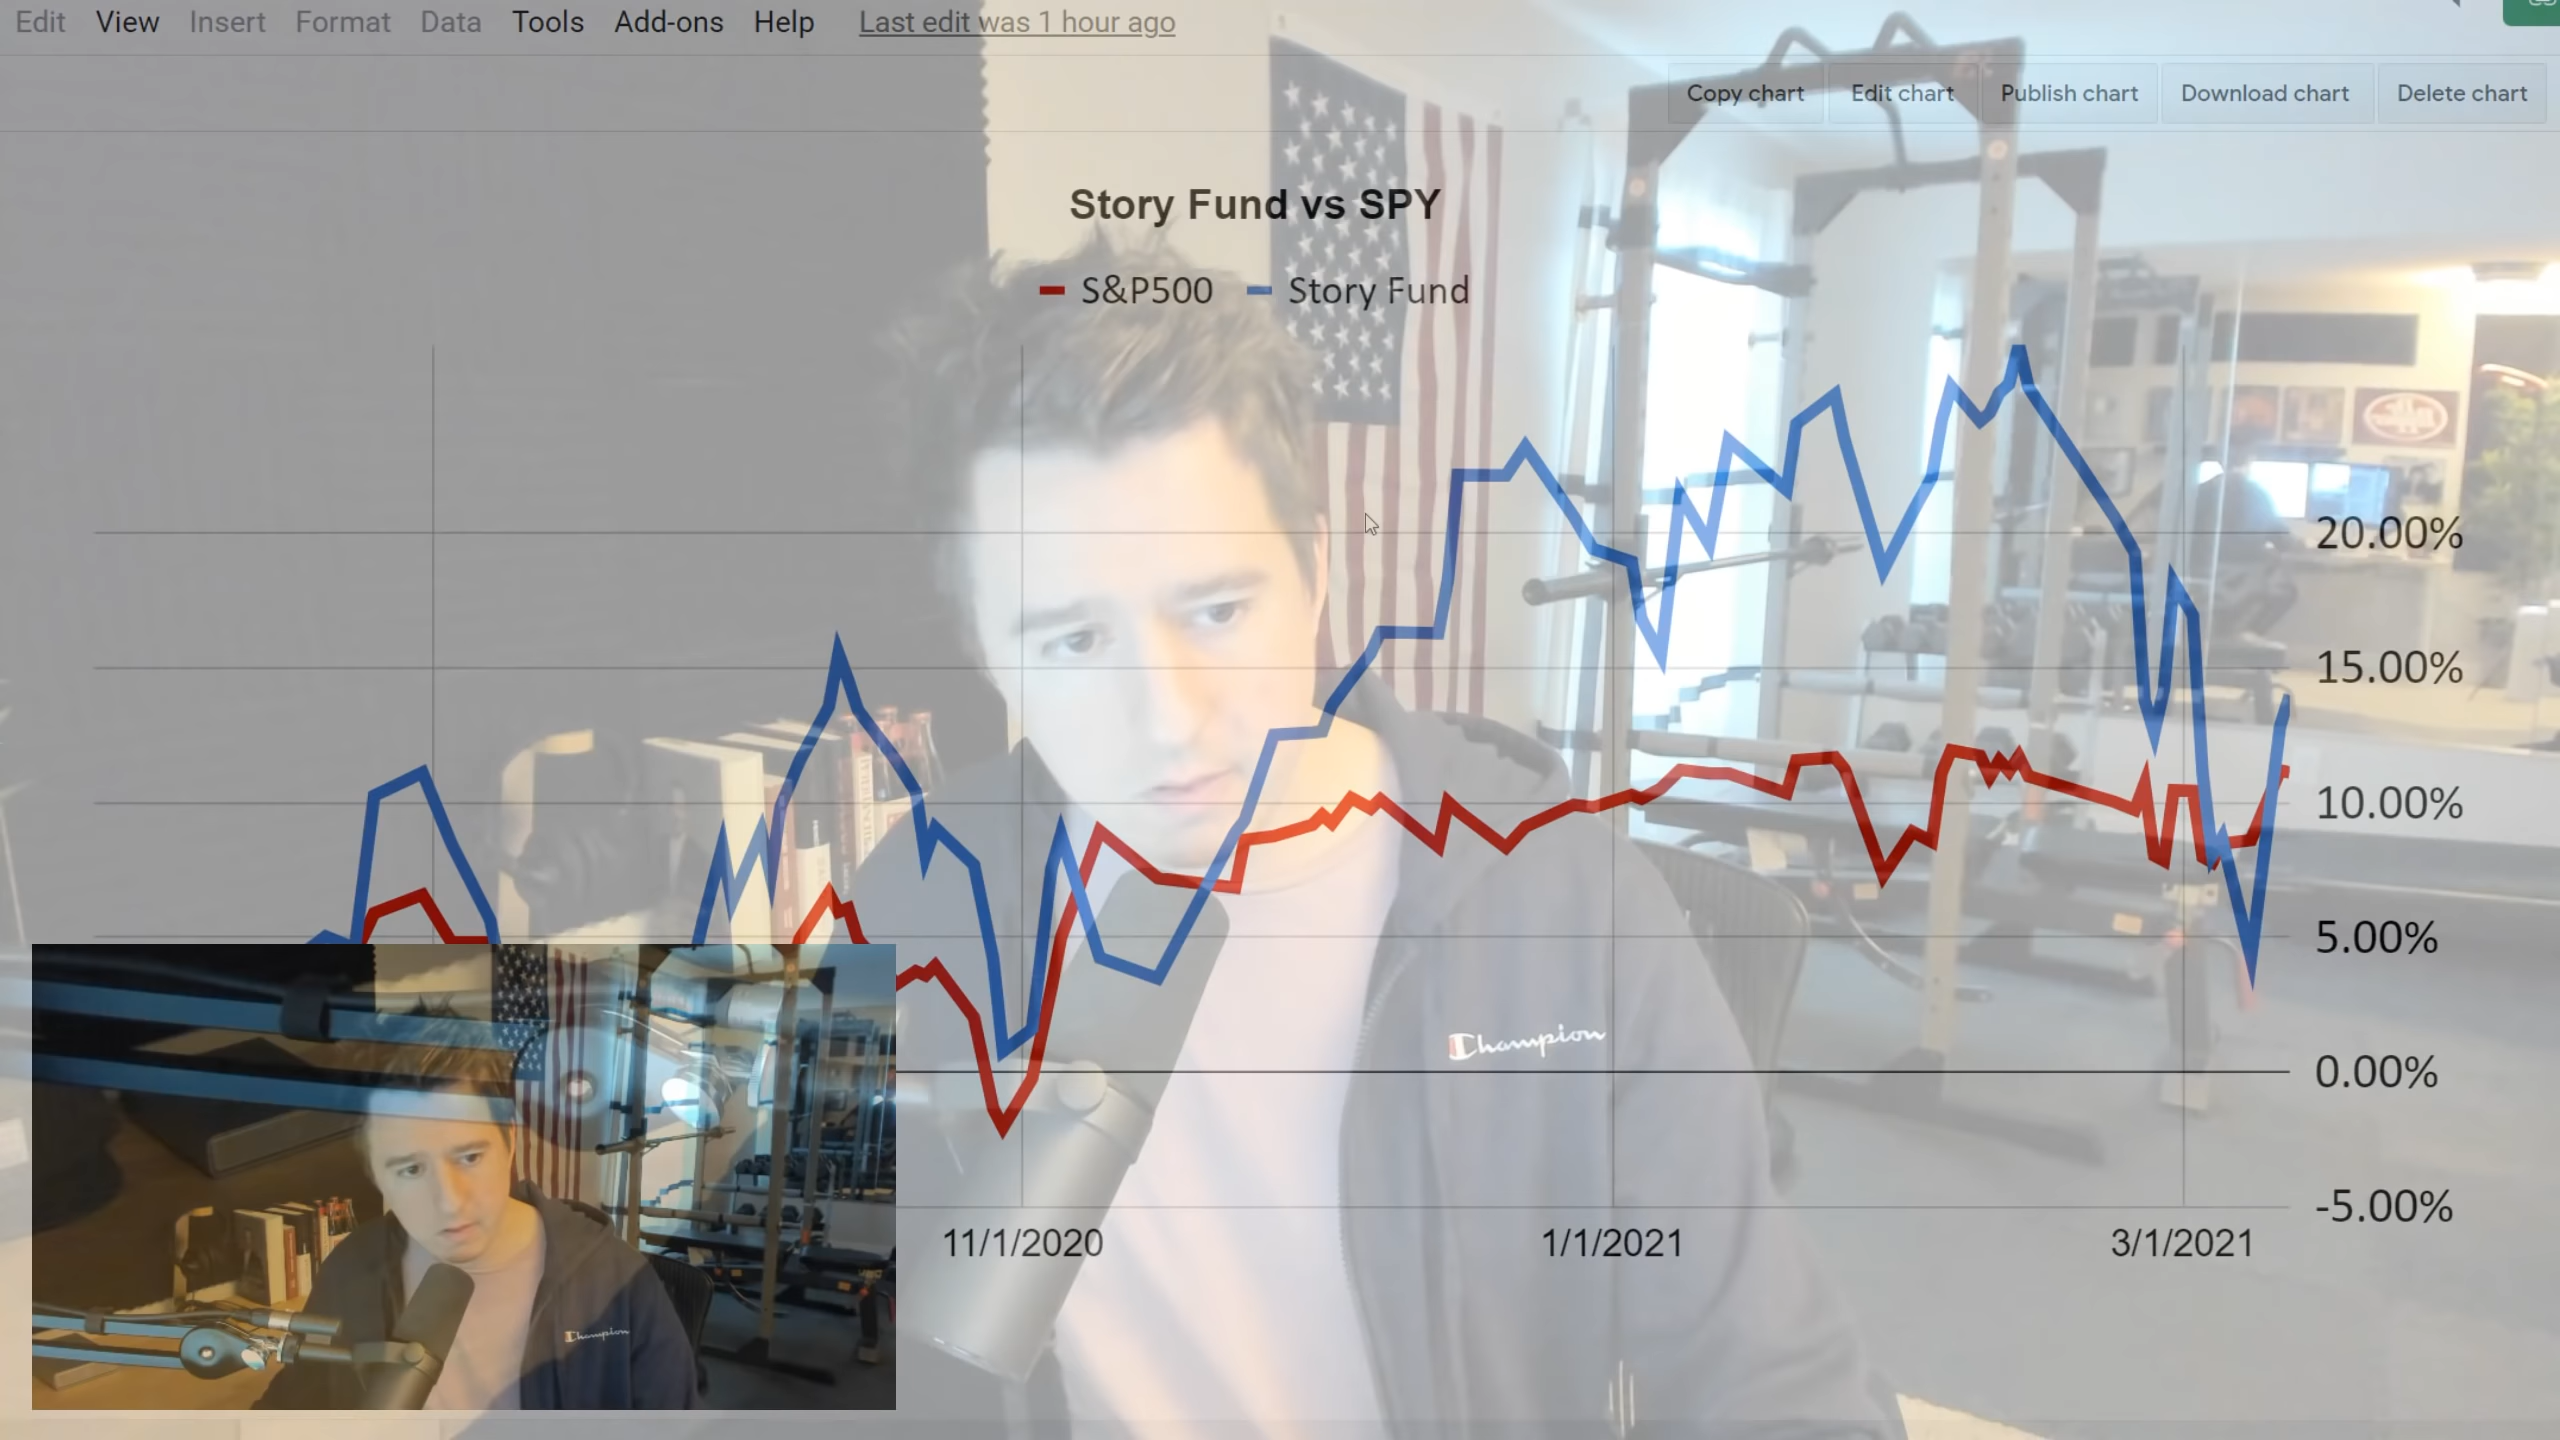 Edit View Insert Format Data Tools Add-ons Help Last edit was 1 hour ago
Copy chart Edit chart Publish chart Download chart Delete chart
Story Fund vs SPY
S&P500 Story Fund
20.00%
15.00%
10.00%
5.00%
0.00%
-5.00%
11/1/2020 1/1/2021 3/1/2021
Champion
Champion